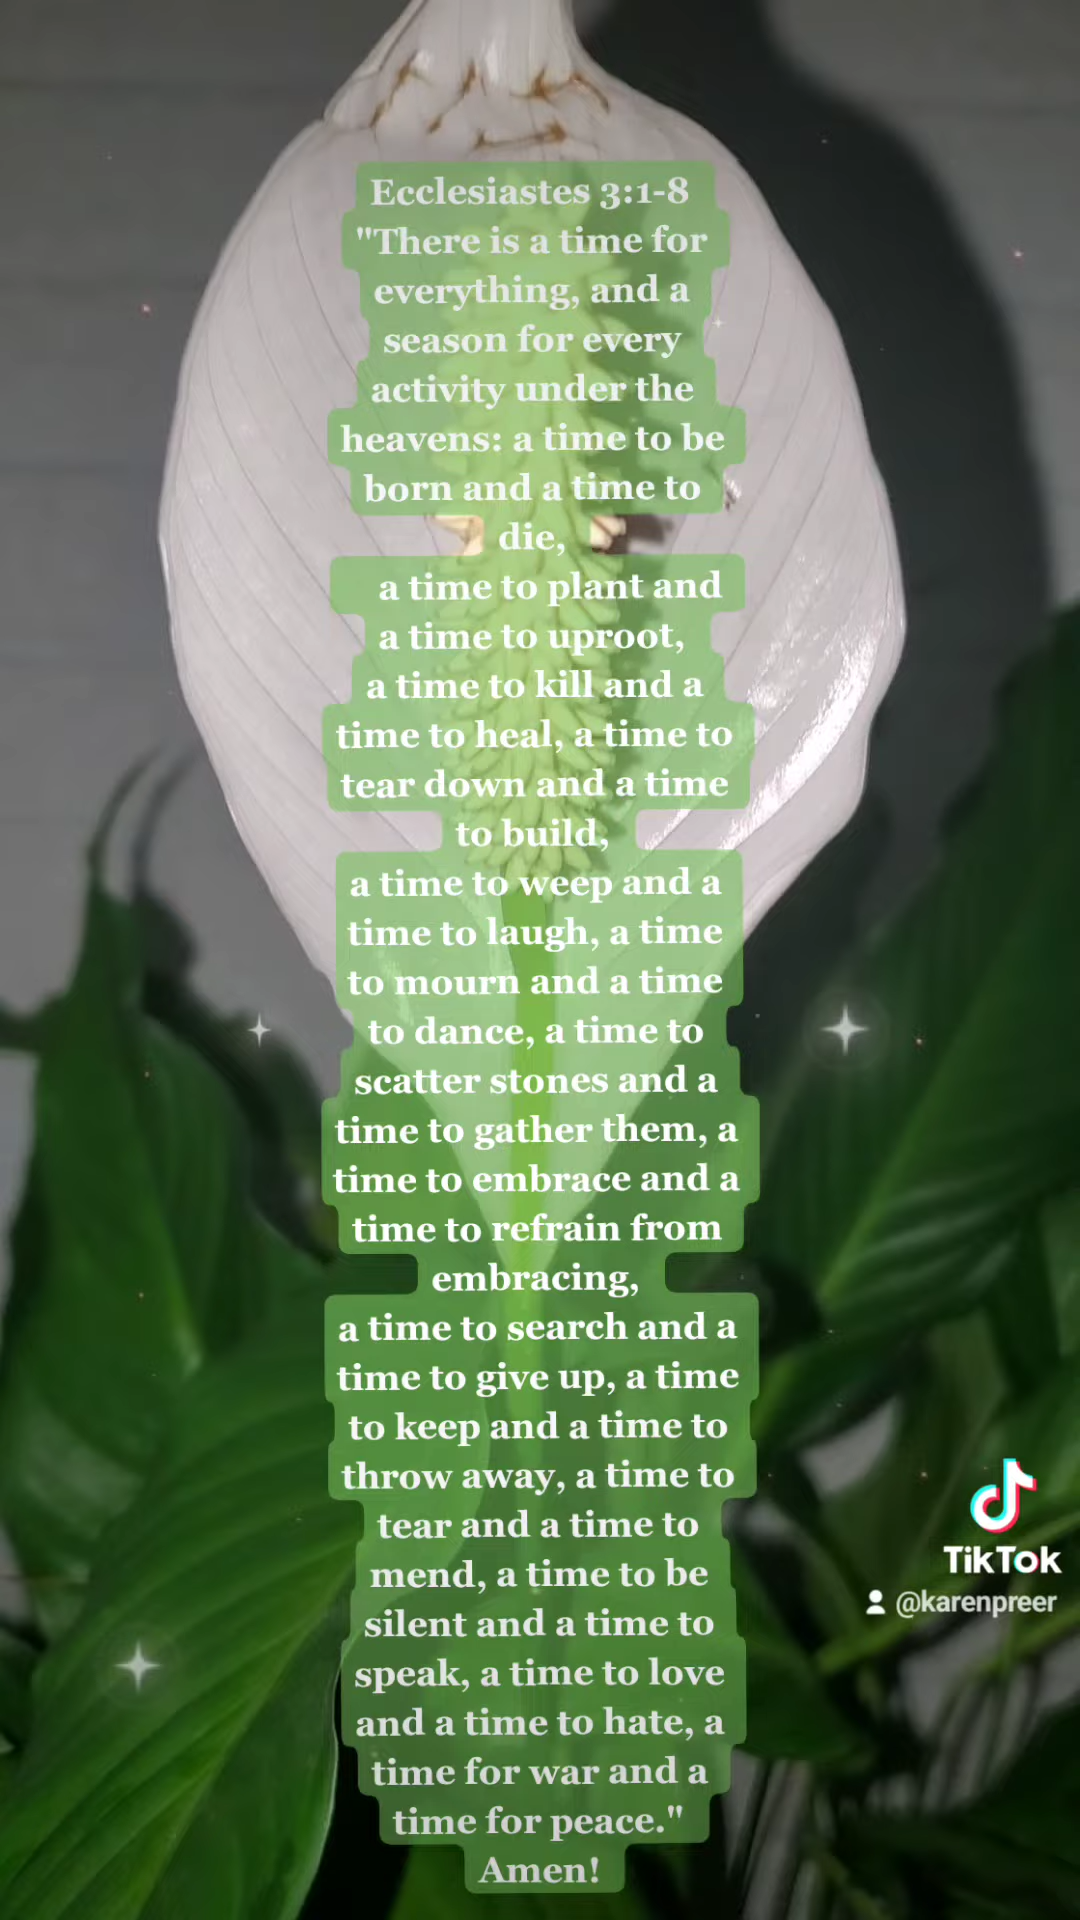 Ecclesiastes 3:1-8
"There is a time for
everything, and a
season for every
activity under the
heavens: a time to be
born and a time to
die,
a time to plant and
a time to uproot,
a time to kill and a
time to heal, a time to
tear down and a time
to build,
a time to weep and a
time to laugh, a time
to mourn and a time
to dance, a time to
scatter stones and a
time to gather them, a
time to embrace and a
time to refrain from
embracing,
a time to search and a
time to give up, a time
to keep and a time to
throw away, a time to
tear and a time to
mend, a time to be
silent and a time to
speak, a time to love
and a time to hate, a
time for war and a
time for peace."
Amen!
TikTok
@karenpreer